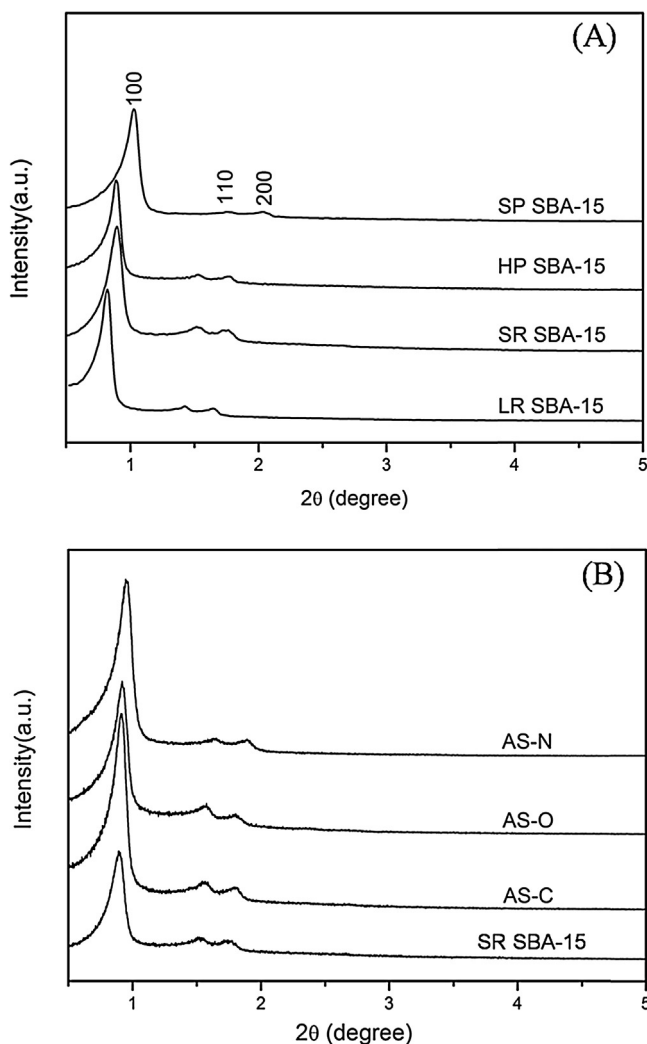 (A)
100
110
200
SP SBA-15
HP SBA-15
SR SBA-15
LR SBA-15
Intensity(a.u.)
1 2 3 4 5
2θ (degree)
(B)
AS-N
AS-O
AS-C
SR SBA-15
Intensity(a.u.)
1 2 3 4 5
2θ (degree)